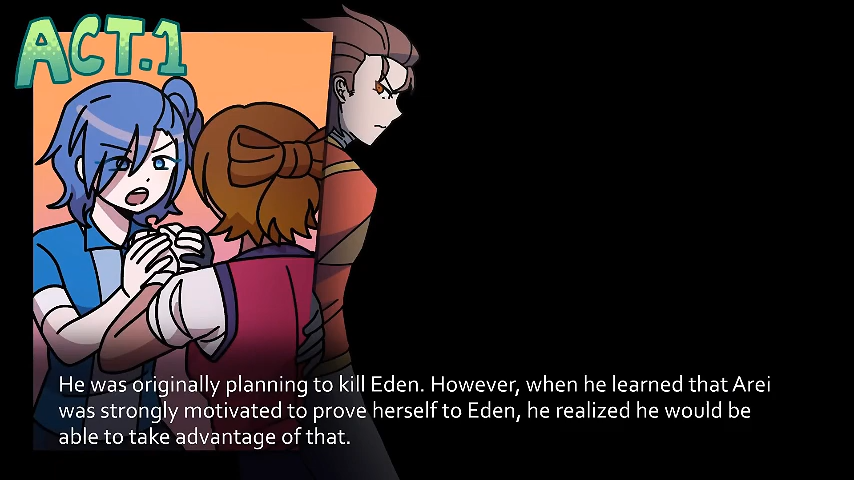 ACT.1
He was originally planning to kill Eden. However, when he learned that Arei
was strongly motivated to prove herself to Eden, he realized he would be
able to take advantage of that.